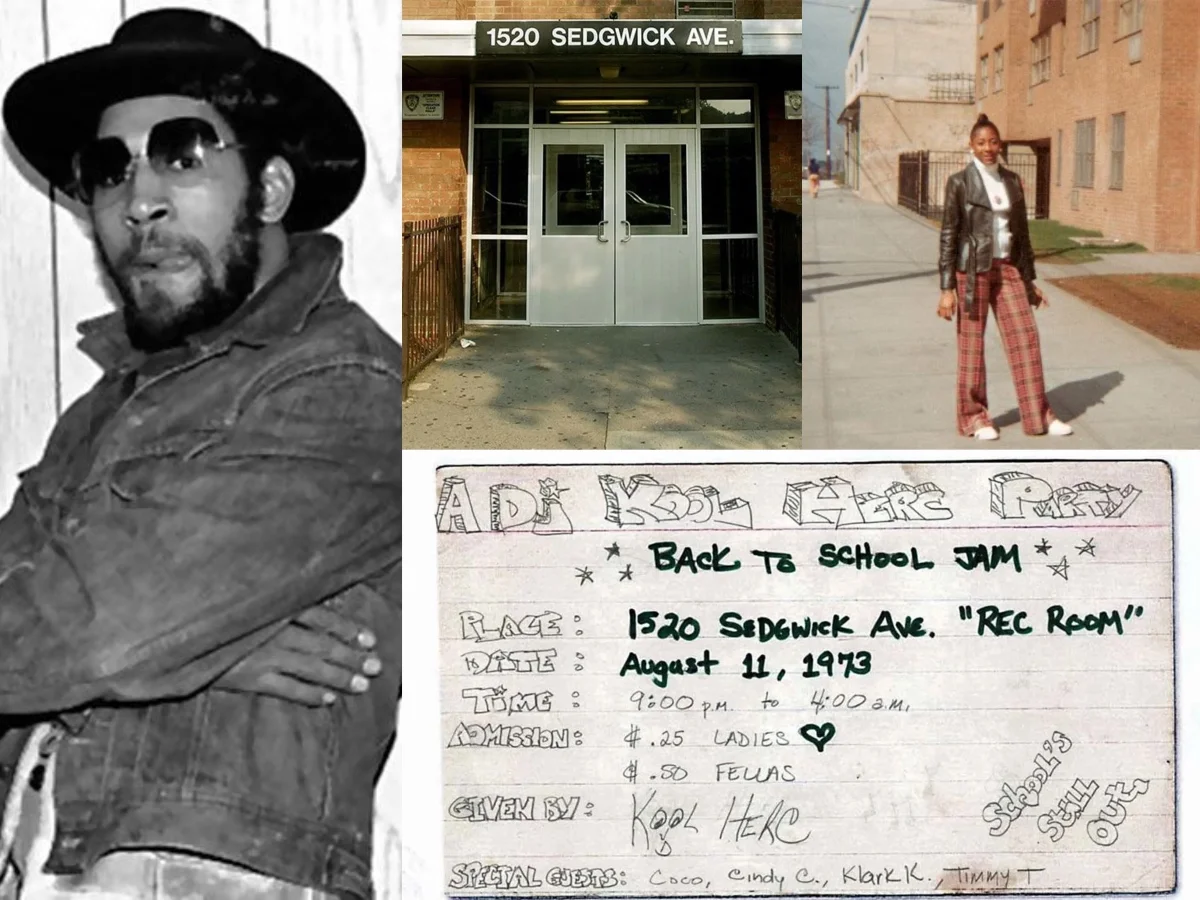 1520 SEDGWICK AVE.
A DJ KOOL HERC PARTY
BACK TO SCHOOL JAM
PLACE: 1520 SEDGWICK AVE. "REC ROOM"
DATE: August 11, 1973
TIME: 9:00 p.m. to 4:00 a.m.
ADMISSION: $.25 LADIES
$.50 FELLAS
GIVEN BY: KOOL HERC
SCHOOL'S
STILL
OUT.
SPECIAL GUESTS: Coco, Cindy C., Klark K., Timmy T